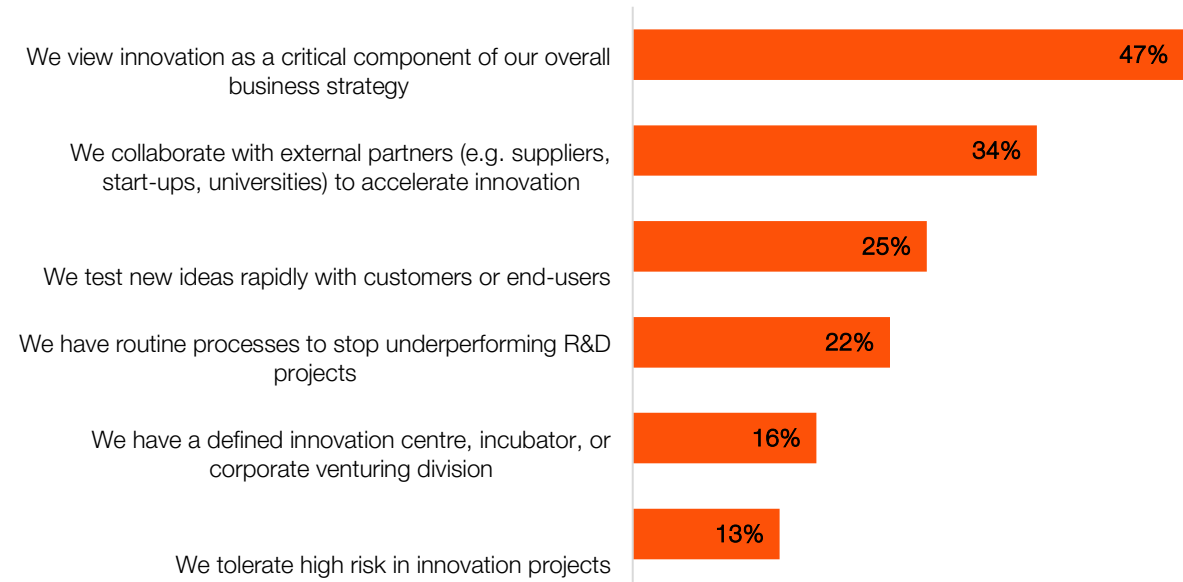 We view innovation as a critical component of our overall
business strategy
47%
We collaborate with external partners (e.g. suppliers,
start-ups, universities) to accelerate innovation
34%
We test new ideas rapidly with customers or end-users
25%
We have routine processes to stop underperforming R&D
projects
22%
We have a defined innovation centre, incubator, or
corporate venturing division
16%
We tolerate high risk in innovation projects
13%